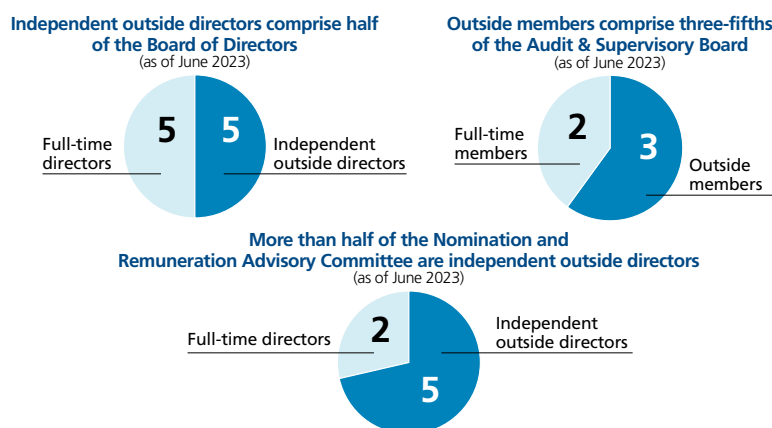 Independent outside directors comprise half
of the Board of Directors
(as of June 2023)
5
5
Full-time
directors
Independent
outside directors
Outside members comprise three-fifths
of the Audit & Supervisory Board
(as of June 2023)
2
3
Full-time
members
Outside
members
More than half of the Nomination and
Remuneration Advisory Committee are independent outside directors
(as of June 2023)
Full-time directors
2
Independent
outside directors
5